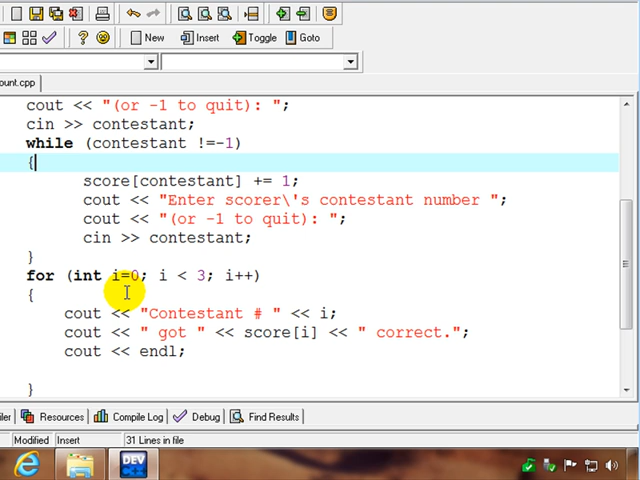 New Insert Toggle Goto
ount.cpp
cout << "(or -1 to quit): ";
cin >> contestant;
while (contestant !=-1)
{
score[contestant] += 1;
cout << "Enter scorer\'s contestant number ";
cout << "(or -1 to quit): ";
cin >> contestant;
}
for (int i=0; i < 3; i++)
{
cout << "Contestant # " << i;
cout << " got " << score[i] << " correct.";
cout << endl;
}
iler Resources Compile Log Debug Find Results
Modified Insert 31 Lines in file
DEV